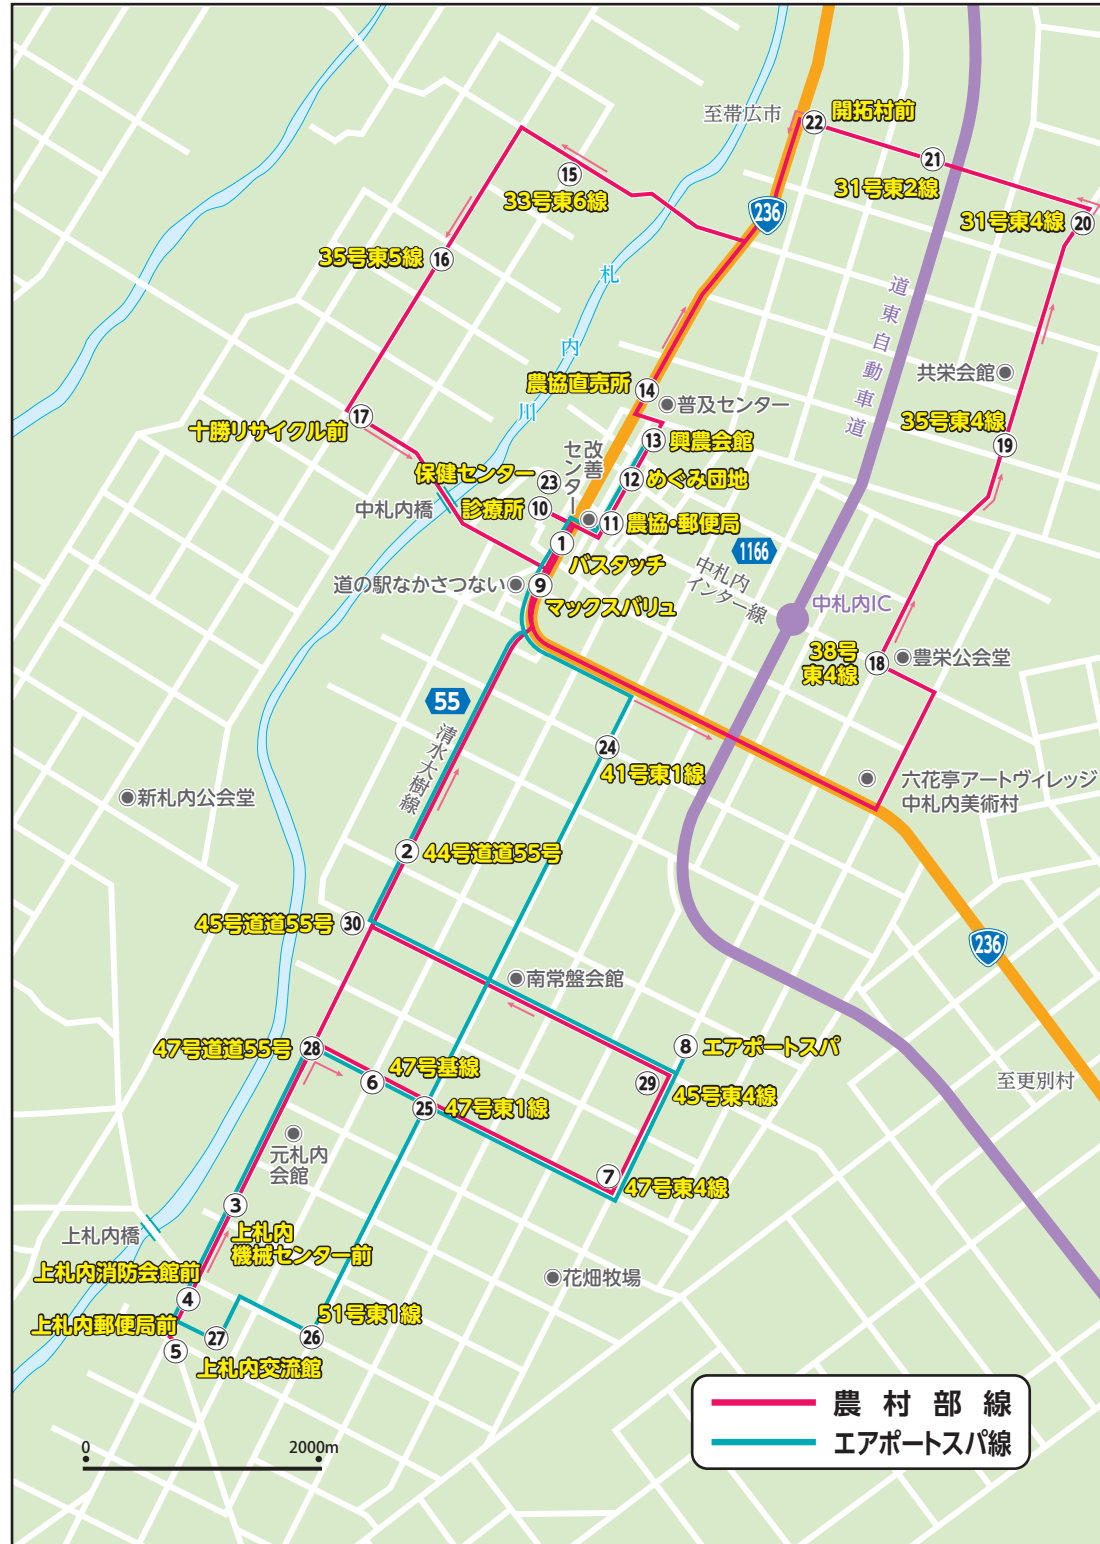 至帯広市
22
開拓村前
21
31号東2線
31号東4線
20
15
33号東6線
236
35号東5線
16
札内川
道東自動車道
共栄会館
農協直売所
14
普及センター
17
十勝リサイクル前
13
興農会館
35号東4線
19
改善
センター
保健センター
23
12
めぐみ団地
中札内橋
診療所
10
11
農協・郵便局
1
バスタッチ
1166
中札内
インター線
道の駅なかさつない
9
マックスバリュ
中札内IC
38号
東4線
18
豊栄公会堂
55
清水大樹線
24
41号東1線
六花亭アートヴィレッジ
中札内美術村
新札内公会堂
2
44号道道55号
45号道道55号
30
236
南常盤会館
47号道道55号
28
8
エアポートスパ
6
47号基線
29
45号東4線
至更別村
25
47号東1線
元札内
会館
7
47号東4線
3
上札内
機械センター前
上札内橋
上札内消防会館前
4
花畑牧場
上札内郵便局前
5
27
上札内交流館
51号東1線
26
農村部線
エアポートスパ線
0
2000m